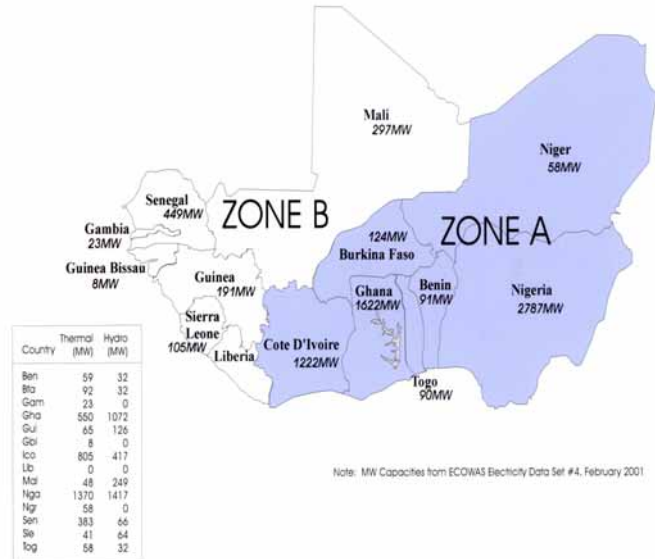 Mali
297MW
Niger
58MW
Senegal
449MW
ZONE B
ZONE A
Gambia
23MW
124MW
Burkina Faso
Guinea Bissau
8MW
Guinea
191MW
Ghana
1622MW
Benin
91MW
Nigeria
2787MW
Sierra
Leone
105MW
Liberia
Cote D'Ivoire
1222MW
Togo
90MW
Country Thermal (MW) Hydro (MW)
Ben 59 32
Bfa 92 32
Gam 23 0
Gha 550 1072
Gui 65 126
Gbi 8 0
Ico 805 417
Lib 0 0
Mal 48 249
Nga 1370 1417
Ngr 58 0
Sen 383 66
Sle 41 64
Tog 58 32
Note: MW Capacities from ECOWAS Electricity Data Set #4, February 2001